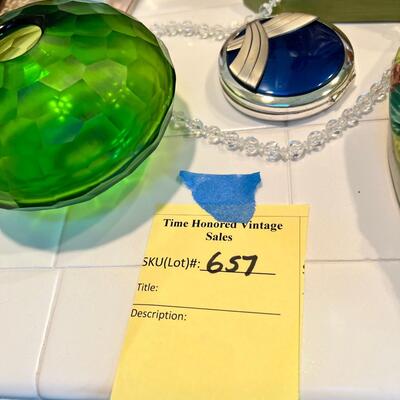 Time Honored Vintage
Sales
SKU(Lot)#: 657
Title:
Description: